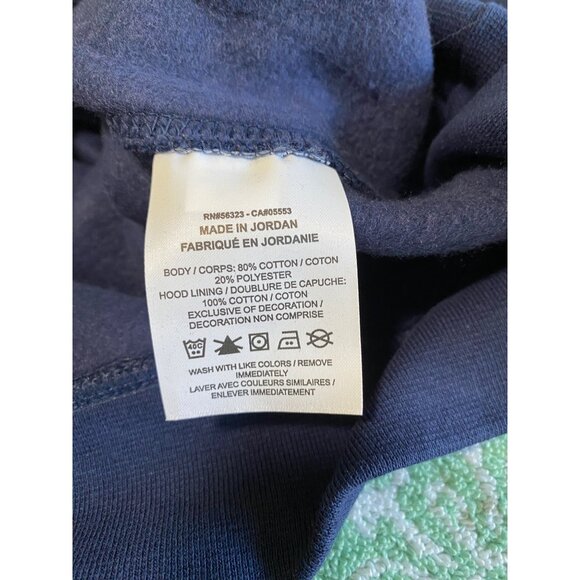 RN#56323 - CA#05553
MADE IN JORDAN
FABRIQUÉ EN JORDANIE
BODY / CORPS: 80% COTTON / COTON
20% POLYESTER
HOOD LINING / DOUBLURE DE CAPUCHE:
100% COTTON / COTON
EXCLUSIVE OF DECORATION /
DECORATION NON COMPRISE
40C
WASH WITH LIKE COLORS / REMOVE
IMMEDIATELY
LAVER AVEC COULEURS SIMILAIRES /
ENLEVER IMMEDIATEMENT